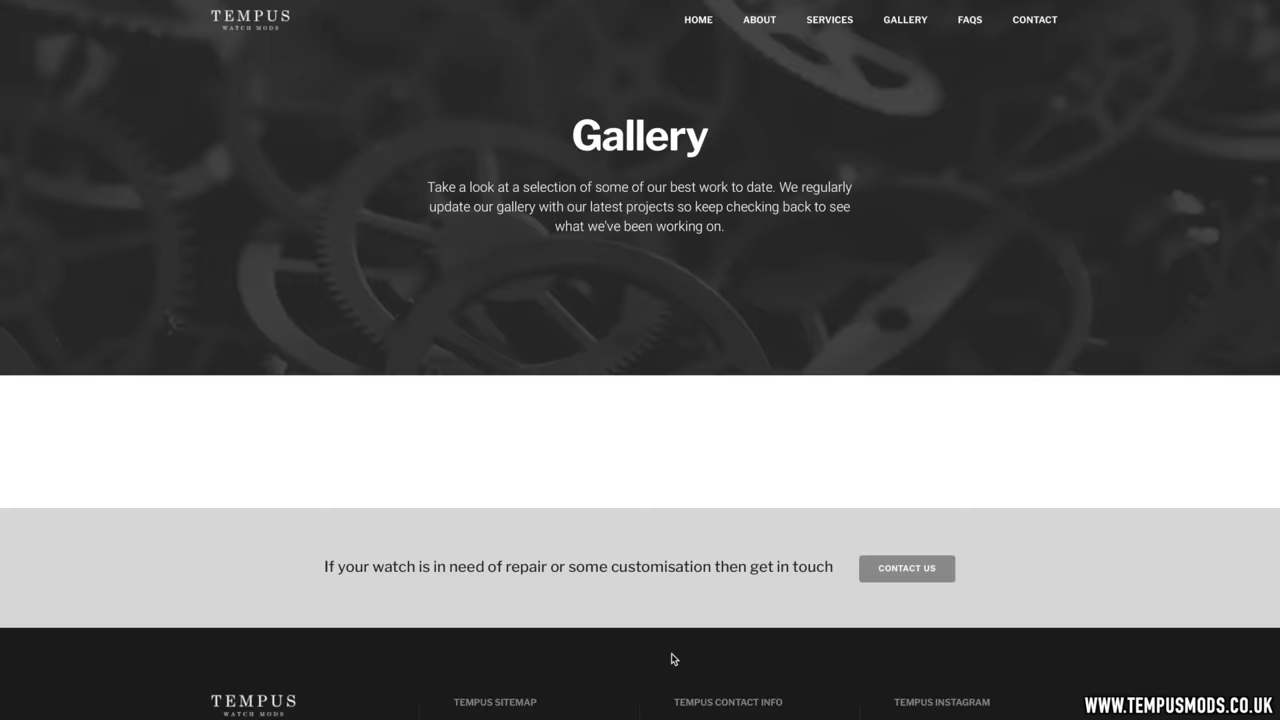 TEMPUS
WATCH MODS
HOME ABOUT SERVICES GALLERY FAQS CONTACT
Gallery
Take a look at a selection of some of our best work to date. We regularly
update our gallery with our latest projects so keep checking back to see
what we've been working on.
If your watch is in need of repair or some customisation then get in touch
CONTACT US
TEMPUS
WATCH MODS
TEMPUS SITEMAP
TEMPUS CONTACT INFO
TEMPUS INSTAGRAM
WWW.TEMPUSMODS.CO.UK